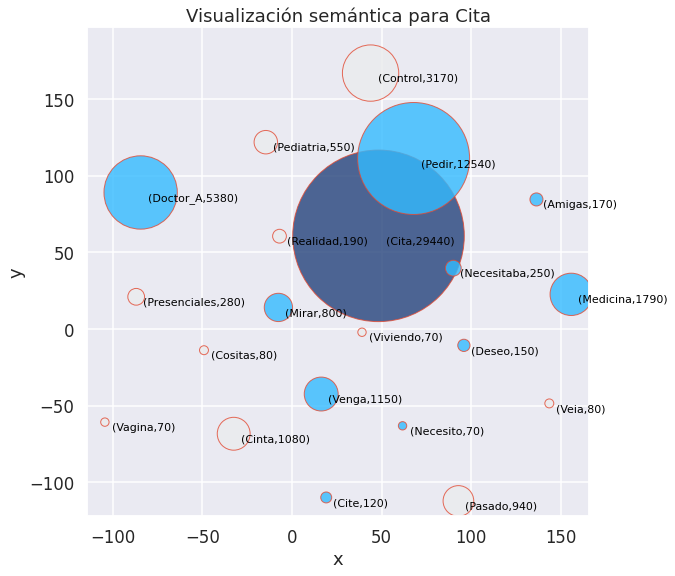 Visualización semántica para Cita
(Control,3170)
150
(Pediatria,550)
(Pedir,12540)
100
(Doctor_A,5380)
(Amigas,170)
(Realidad,190)
(Cita,29440)
50
(Necesitaba,250)
y
(Presenciales,280)
(Medicina,1790)
(Mirar,800)
0
(Viviendo,70)
(Cositas,80)
(Deseo,150)
(Venga,1150)
−50
(Veia,80)
(Vagina,70)
(Necesito,70)
(Cinta,1080)
−100
(Cite,120)
(Pasado,940)
−100 −50 0 50 100 150
x